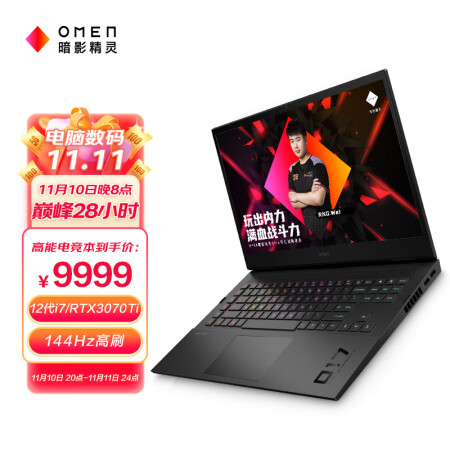 OMEN
暗影精灵
电脑数码
11.11
11月10日晚8点
巅峰28小时
高能电竞本到手价:
¥9999
12代i7/RTX3070Ti
144Hz高刷
11月10日 20点-11月11日 24点
玩出内力
满血战斗力
RNG.Wei